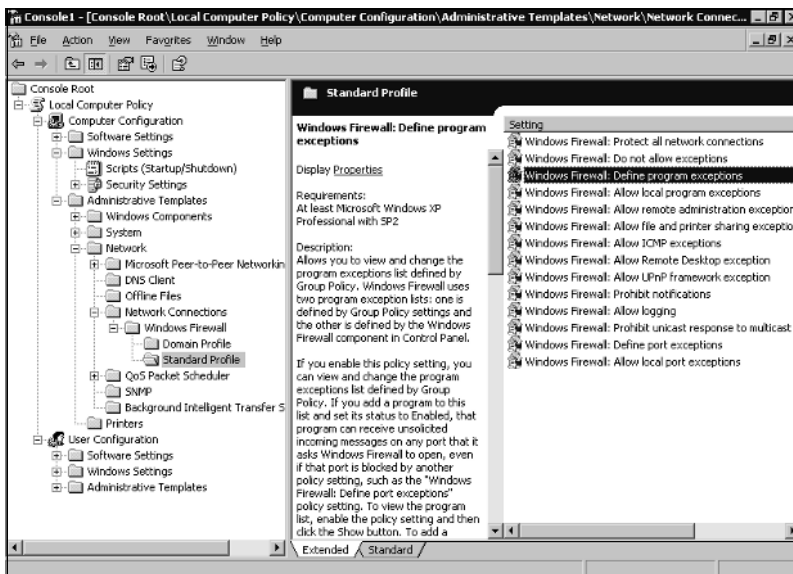 Console1 - [Console Root\Local Computer Policy\Computer Configuration\Administrative Templates\Network\Network Connec...
File Action View Favorites Window Help
Console Root
Local Computer Policy
Computer Configuration
Software Settings
Windows Settings
Scripts (Startup/Shutdown)
Security Settings
Administrative Templates
Windows Components
System
Network
Microsoft Peer-to-Peer Networkin
DNS Client
Offline Files
Network Connections
Windows Firewall
Domain Profile
Standard Profile
QoS Packet Scheduler
SNMP
Background Intelligent Transfer S
Printers
User Configuration
Software Settings
Windows Settings
Administrative Templates
Standard Profile
Windows Firewall: Define program
exceptions
Display Properties
Requirements:
At least Microsoft Windows XP
Professional with SP2
Description:
Allows you to view and change the
program exceptions list defined by
Group Policy. Windows Firewall uses
two program exception lists: one is
defined by Group Policy settings and
the other is defined by the Windows
Firewall component in Control Panel.
If you enable this policy setting, you
can view and change the program
exceptions list defined by Group
Policy. If you add a program to this
list and set its status to Enabled, that
program can receive unsolicited
incoming messages on any port that it
asks Windows Firewall to open, even
if that port is blocked by another
policy setting, such as the "Windows
Firewall: Define port exceptions"
policy setting. To view the program
list, enable the policy setting and then
click the Show button. To add a
Setting
Windows Firewall: Protect all network connections
Windows Firewall: Do not allow exceptions
Windows Firewall: Define program exceptions
Windows Firewall: Allow local program exceptions
Windows Firewall: Allow remote administration exception
Windows Firewall: Allow file and printer sharing exceptio
Windows Firewall: Allow ICMP exceptions
Windows Firewall: Allow Remote Desktop exception
Windows Firewall: Allow UPnP framework exception
Windows Firewall: Prohibit notifications
Windows Firewall: Allow logging
Windows Firewall: Prohibit unicast response to multicast
Windows Firewall: Define port exceptions
Windows Firewall: Allow local port exceptions
Extended Standard